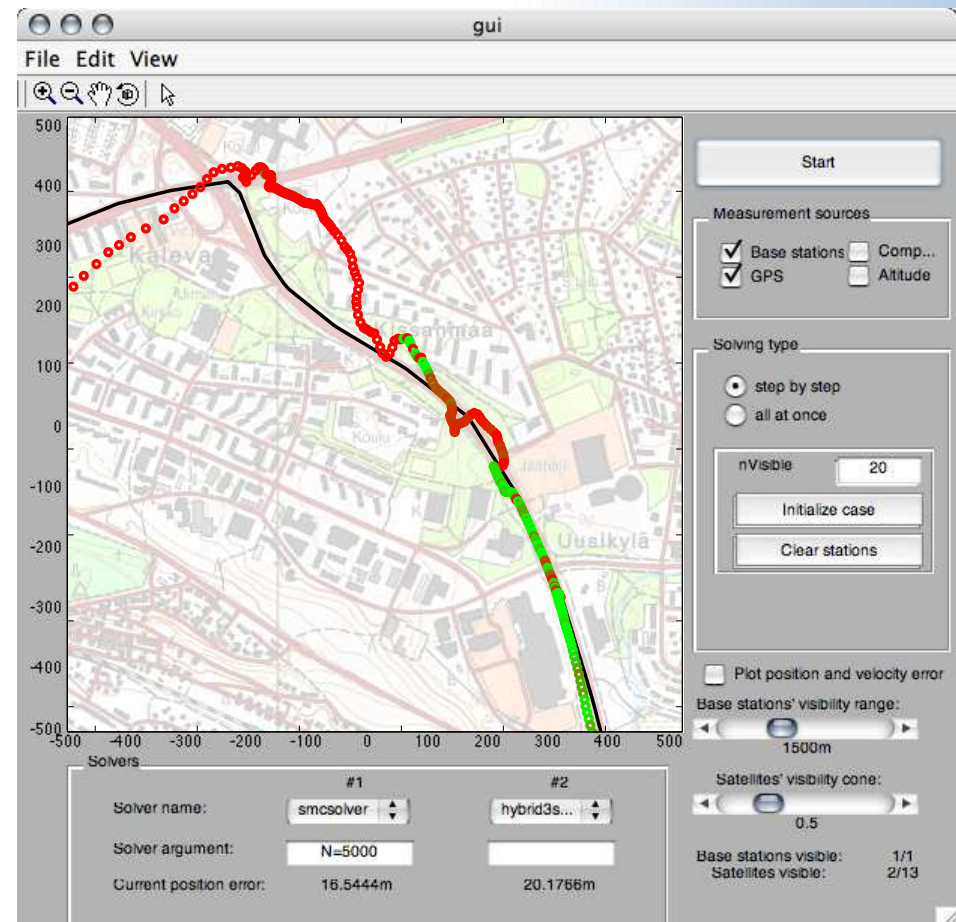 gui
File Edit View
500
400
300
200
100
0
-100
-200
-300
-400
-500
-500 -400 -300 -200 -100 0 100 200 300 400 500
Kaleva
Uusikylä
Koulu
Start
Measurement sources
Base stations Comp...
GPS Altitude
Solving type
step by step
all at once
nVisible 20
Initialize case
Clear stations
Plot position and velocity error
Base stations' visibility range:
1500m
Satellites' visibility cone:
0.5
Base stations visible: 1/1
Satellites visible: 2/13
Solvers
#1 #2
Solver name: smcsolver hybrid3s...
Solver argument: N=5000
Current position error: 16.5444m 20.1766m